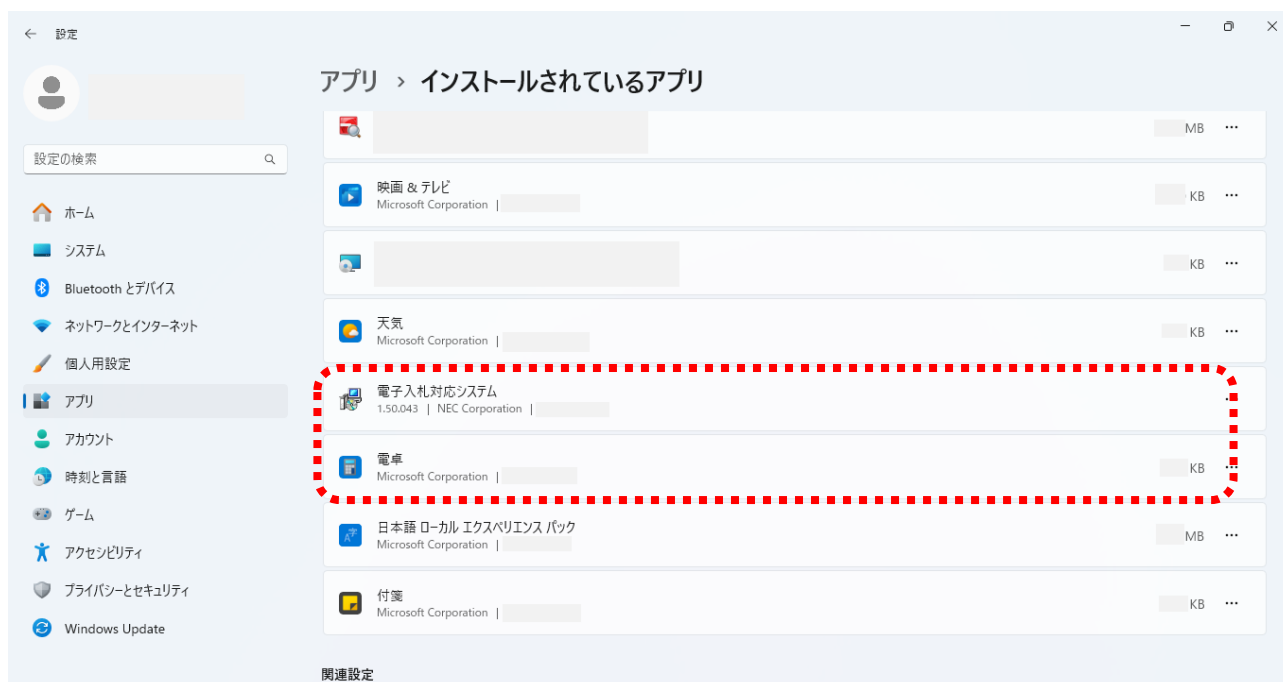 設定
アプリ › インストールされているアプリ
設定の検索
ホーム
システム
Bluetooth とデバイス
ネットワークとインターネット
個人用設定
アプリ
アカウント
時刻と言語
ゲーム
アクセシビリティ
プライバシーとセキュリティ
Windows Update
MB
映画 & テレビ
Microsoft Corporation |
KB
KB
天気
Microsoft Corporation |
KB
電子入札対応システム
1.50.043 | NEC Corporation |
電卓
Microsoft Corporation |
KB
日本語 ローカル エクスペリエンス パック
Microsoft Corporation |
MB
付箋
Microsoft Corporation |
KB
関連設定